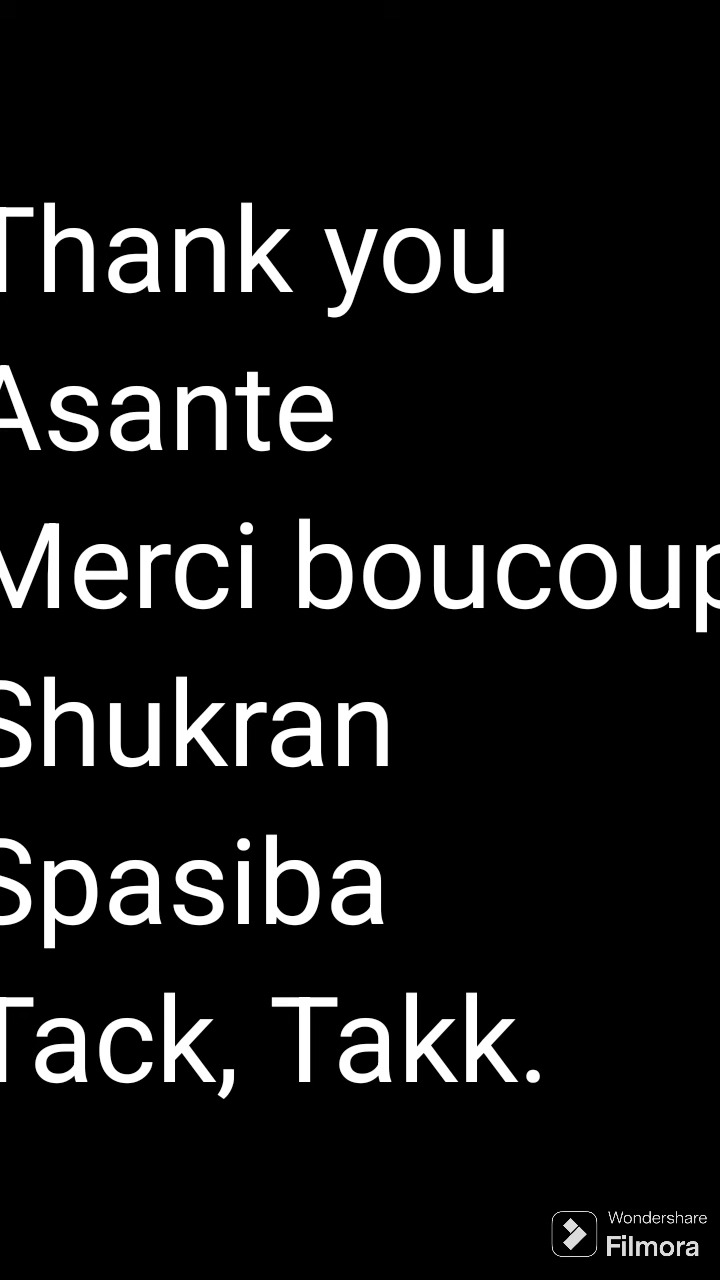 Thank you
Asante
Merci boucoup
Shukran
Spasiba
Tack, Takk.
Wondershare
Filmora